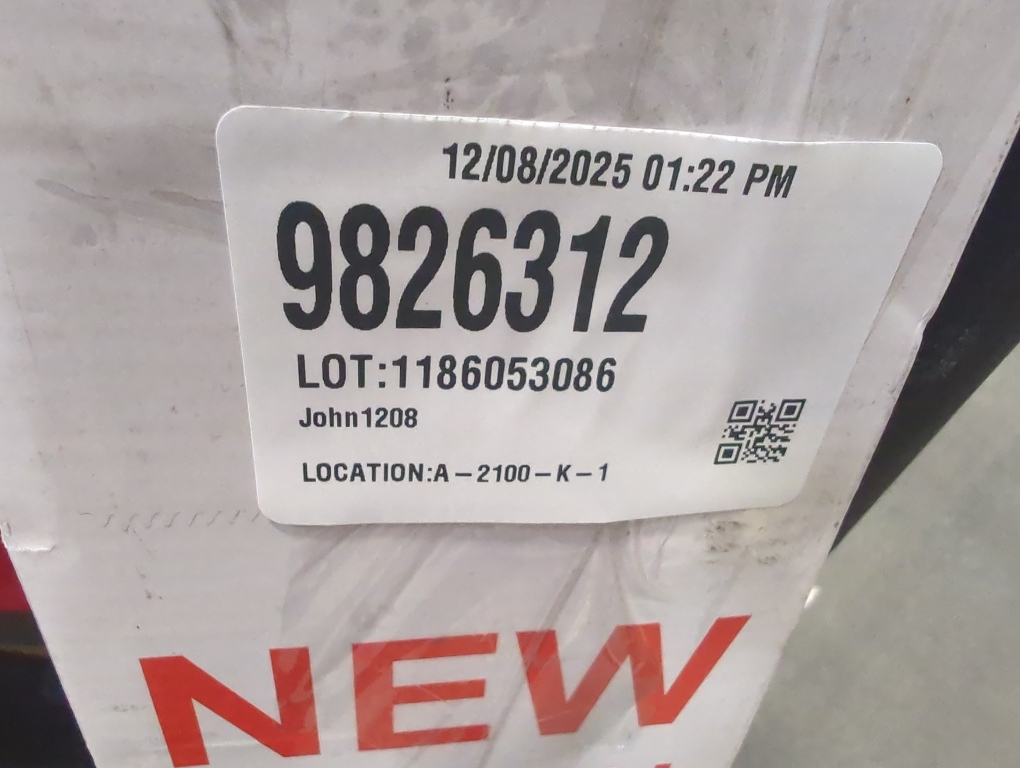 12/08/2025 01:22 PM
9826312
LOT:1186053086
John1208
LOCATION:A-2100-K-1
NEW